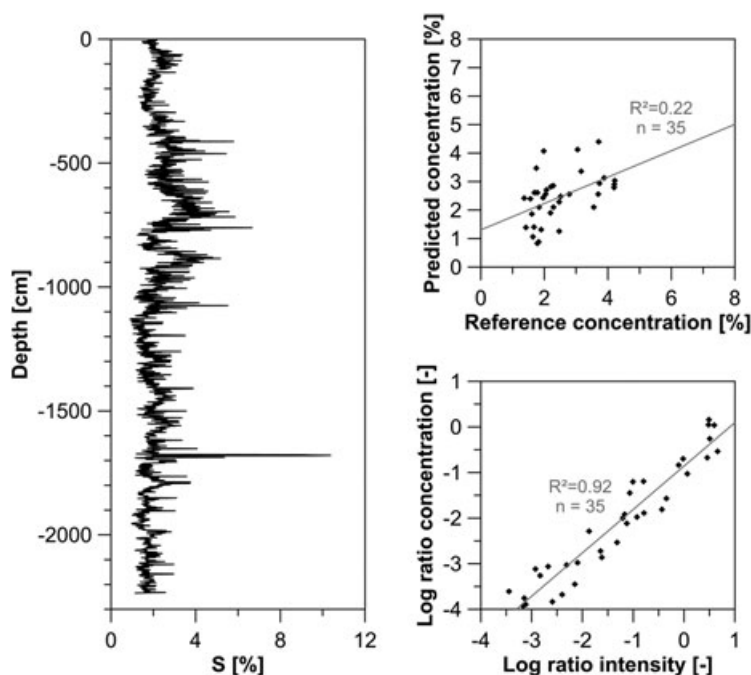 0
-500
-1000
-1500
-2000
Depth [cm]
0 4 8 12
S [%]
8
7
6
5
4
3
2
1
0
Predicted concentration [%]
R²=0.22
n = 35
0 2 4 6 8
Reference concentration [%]
1
0
-1
-2
-3
-4
Log ratio concentration [-]
R²=0.92
n = 35
-4 -3 -2 -1 0 1
Log ratio intensity [-]